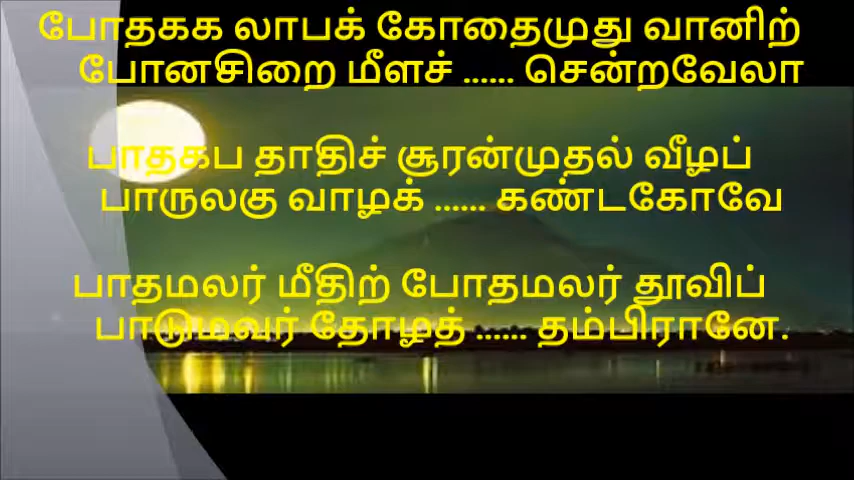 போதகக லாபக் கோதைமுது வானிற்
போனசிறை மீளச் ...... சென்றவேலா
பாதகப தாதிச் சூரன்முதல் வீழப்
பாருலகு வாழக் ...... கண்டகோவே
பாதமலர் மீதிற் போதமலர் தூவிப்
பாடுமவர் தோழத் ...... தம்பிரானே.